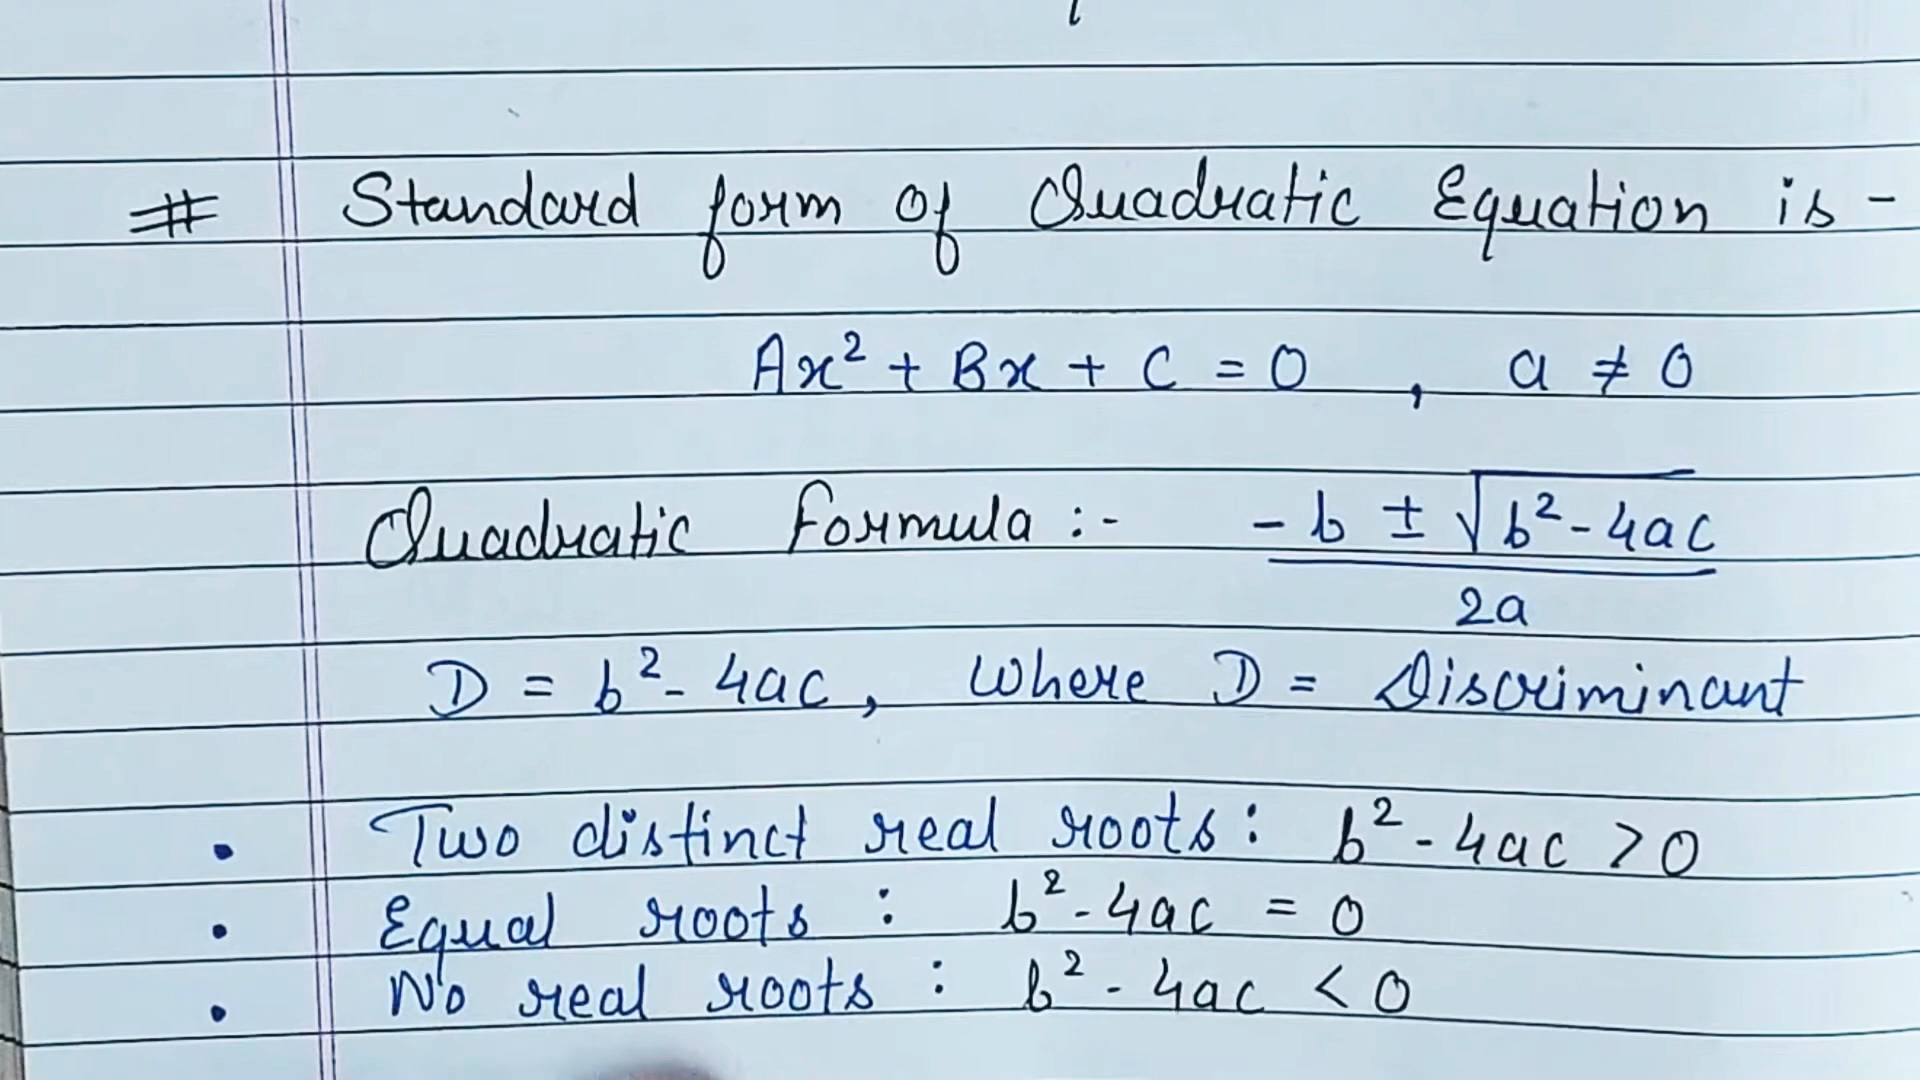 # Standard form of Quadratic Equation is -
Ax² + Bx + C = 0 , a ≠ 0
Quadratic formula :- -b ± √b² - 4ac
2a
D = b² - 4ac, where D = Discriminant
• Two distinct real roots : b² - 4ac > 0
• Equal roots : b² - 4ac = 0
• No real roots : b² - 4ac < 0